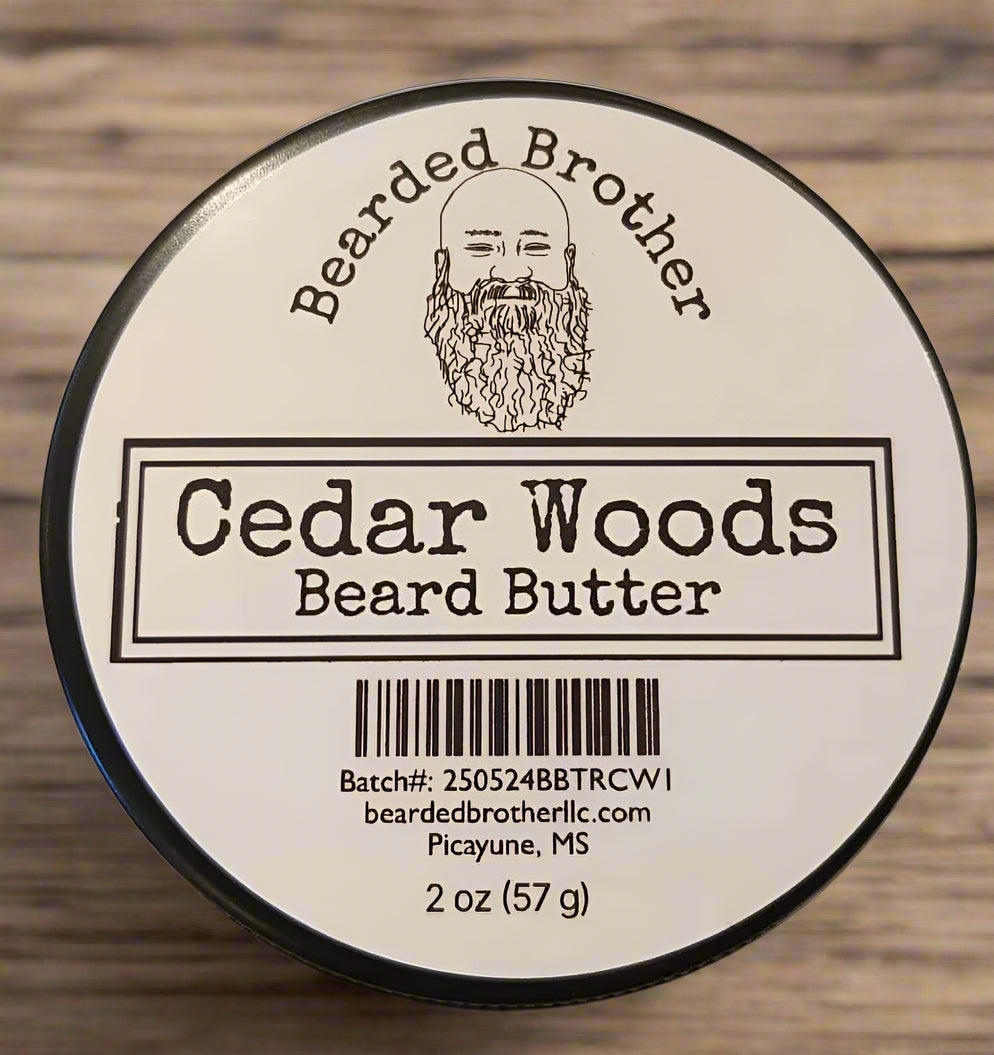 Bearded Brother
Cedar Woods
Beard Butter
Batch#: 250524BBTRCW1
beardedbrotherllc.com
Picayune, MS
2 oz (57 g)